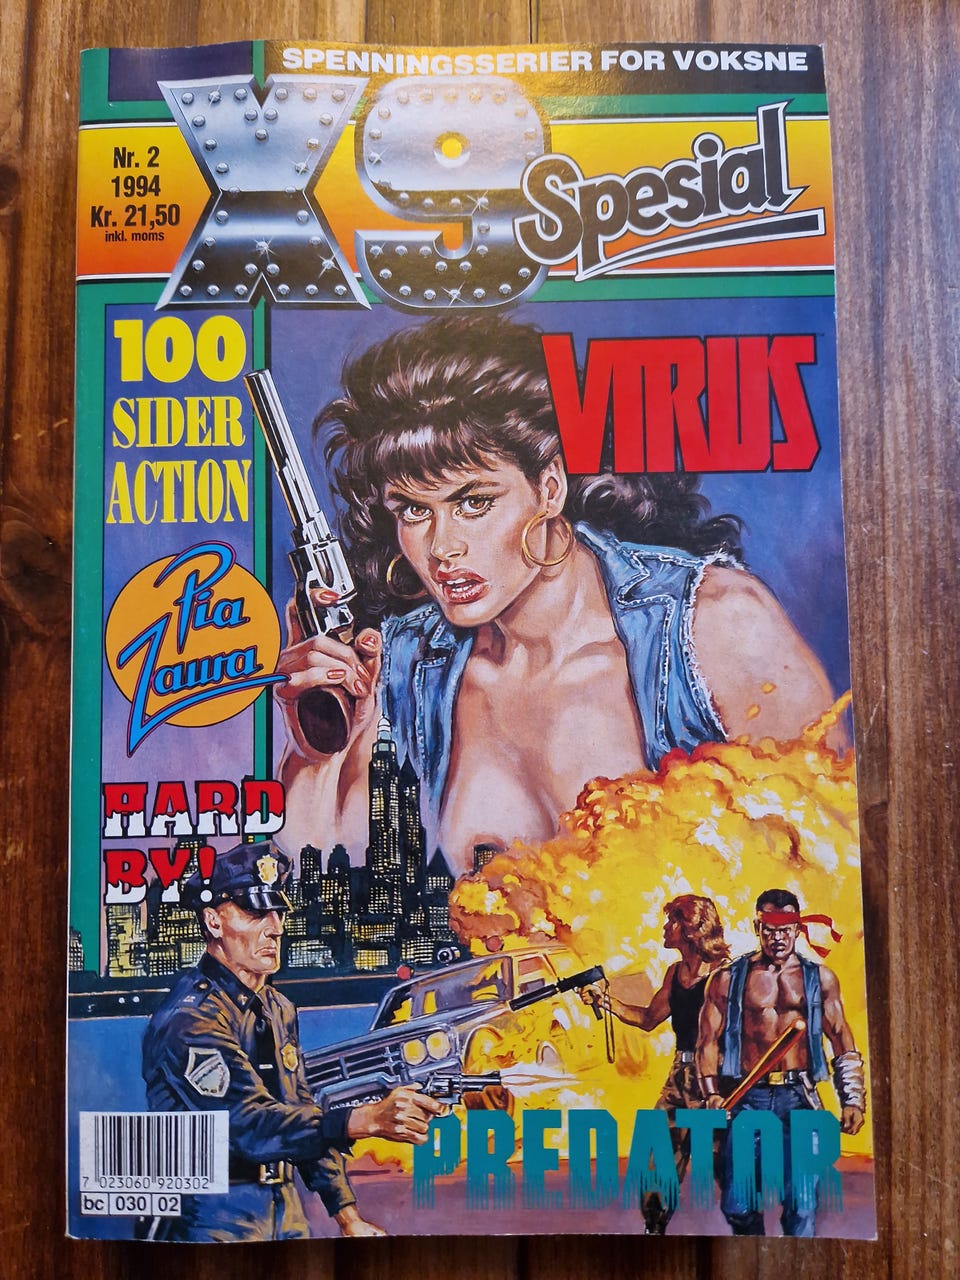 SPENNINGSSERIER FOR VOKSNE
X9
Spesial
Nr. 2
1994
Kr. 21,50
inkl. moms
100
SIDER
ACTION
VIRUS
Pia
Zaura
HARD
BY!
PREDATOR
7 023060 920302
bc 030 02